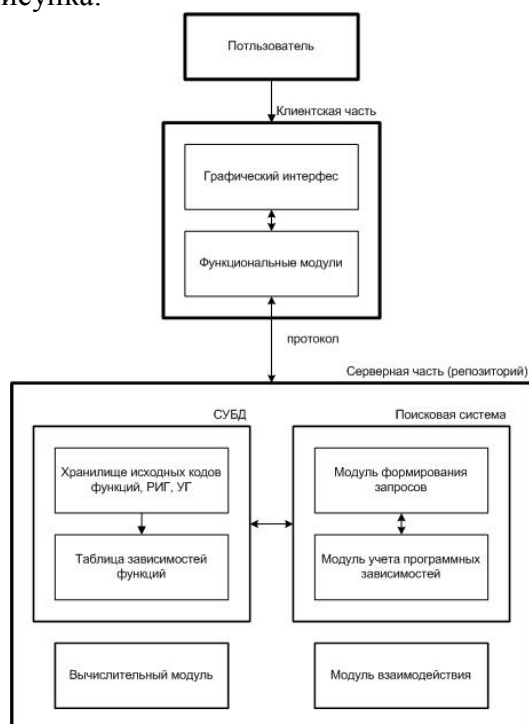 исунка.
Потльзователь
Клиентская часть
Графический интерфес
Функциональные модули
протокол
Серверная часть (репозиторий)
СУБД
Поисковая система
Хранилище исходных кодов
функций, РИГ, УГ
Модуль формирования
запросов
Таблица зависимостей
функций
Модуль учета программных
зависимостей
Вычислительный модуль
Модуль взаимодействия